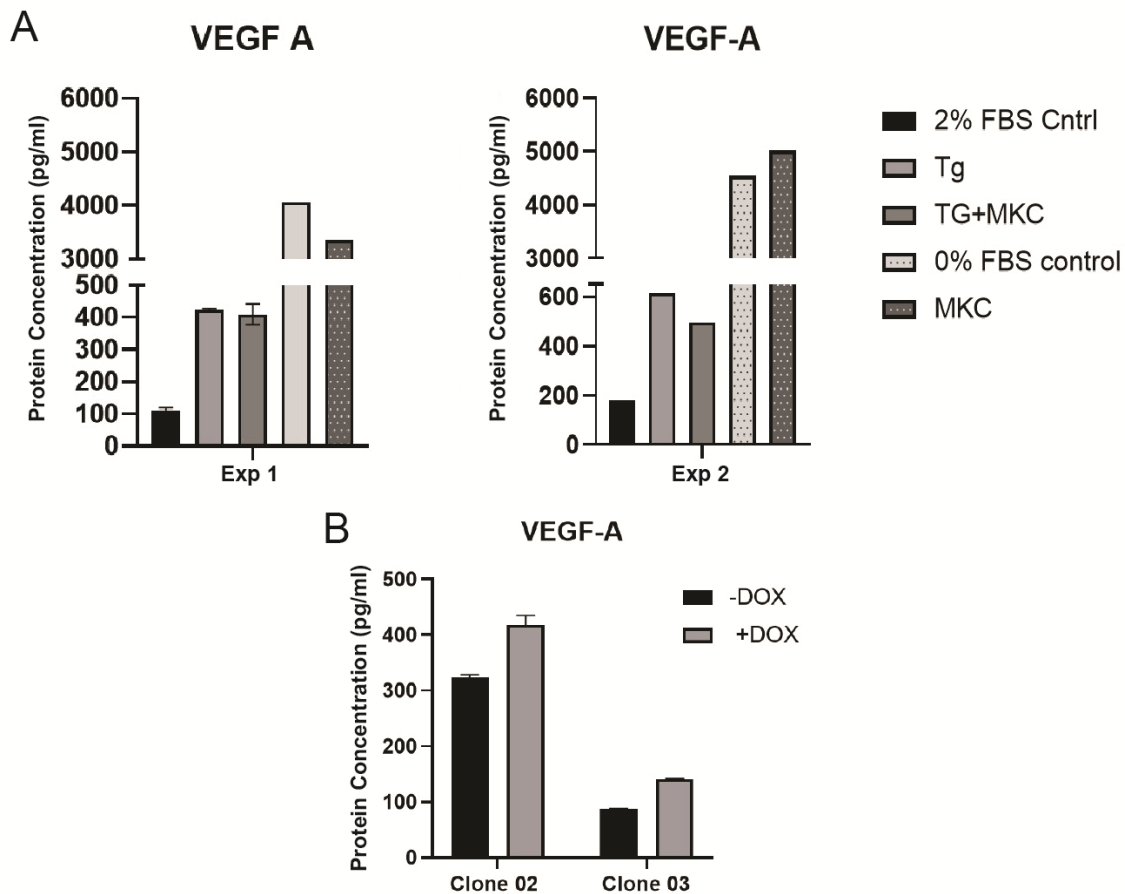 A
VEGF A
Protein Concentration (pg/ml)
6000
5000
4000
3000
500
400
300
200
100
0
Exp 1
VEGF-A
Protein Concentration (pg/ml)
6000
5000
4000
3000
600
400
200
0
Exp 2
2% FBS Cntrl
Tg
TG+MKC
0% FBS control
MKC
B
VEGF-A
Protein Concentration (pg/ml)
500
400
300
200
100
0
Clone 02
Clone 03
-DOX
+DOX